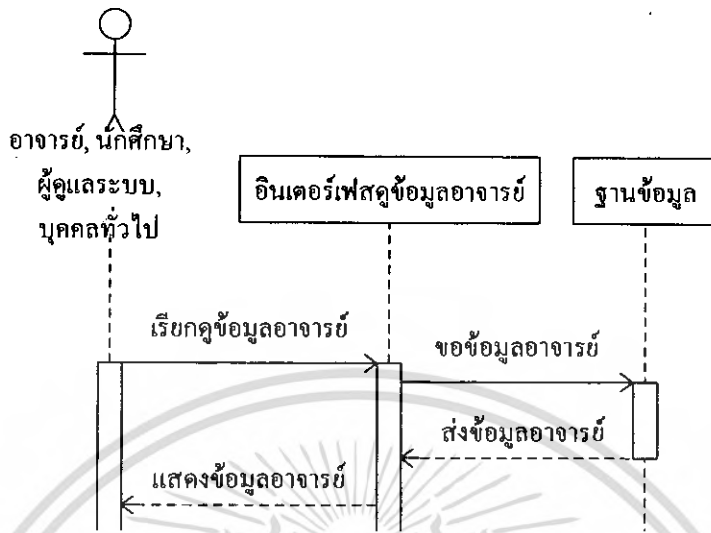 อาจารย์, นักศึกษา,
ผู้ดูแลระบบ,
บุคคลทั่วไป
อินเตอร์เฟสดูข้อมูลอาจารย์
ฐานข้อมูล
เรียกดูข้อมูลอาจารย์
ขอข้อมูลอาจารย์
ส่งข้อมูลอาจารย์
แสดงข้อมูลอาจารย์